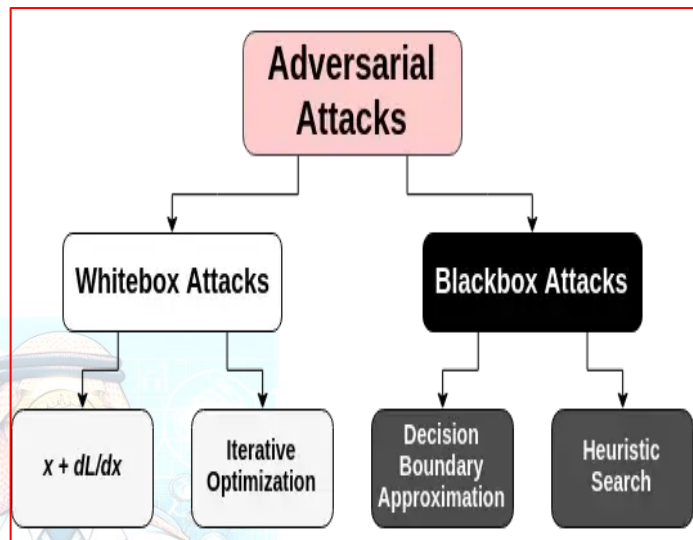 Adversarial
Attacks
Whitebox Attacks
Blackbox Attacks
x + dL/dx
Iterative
Optimization
Decision
Boundary
Approximation
Heuristic
Search